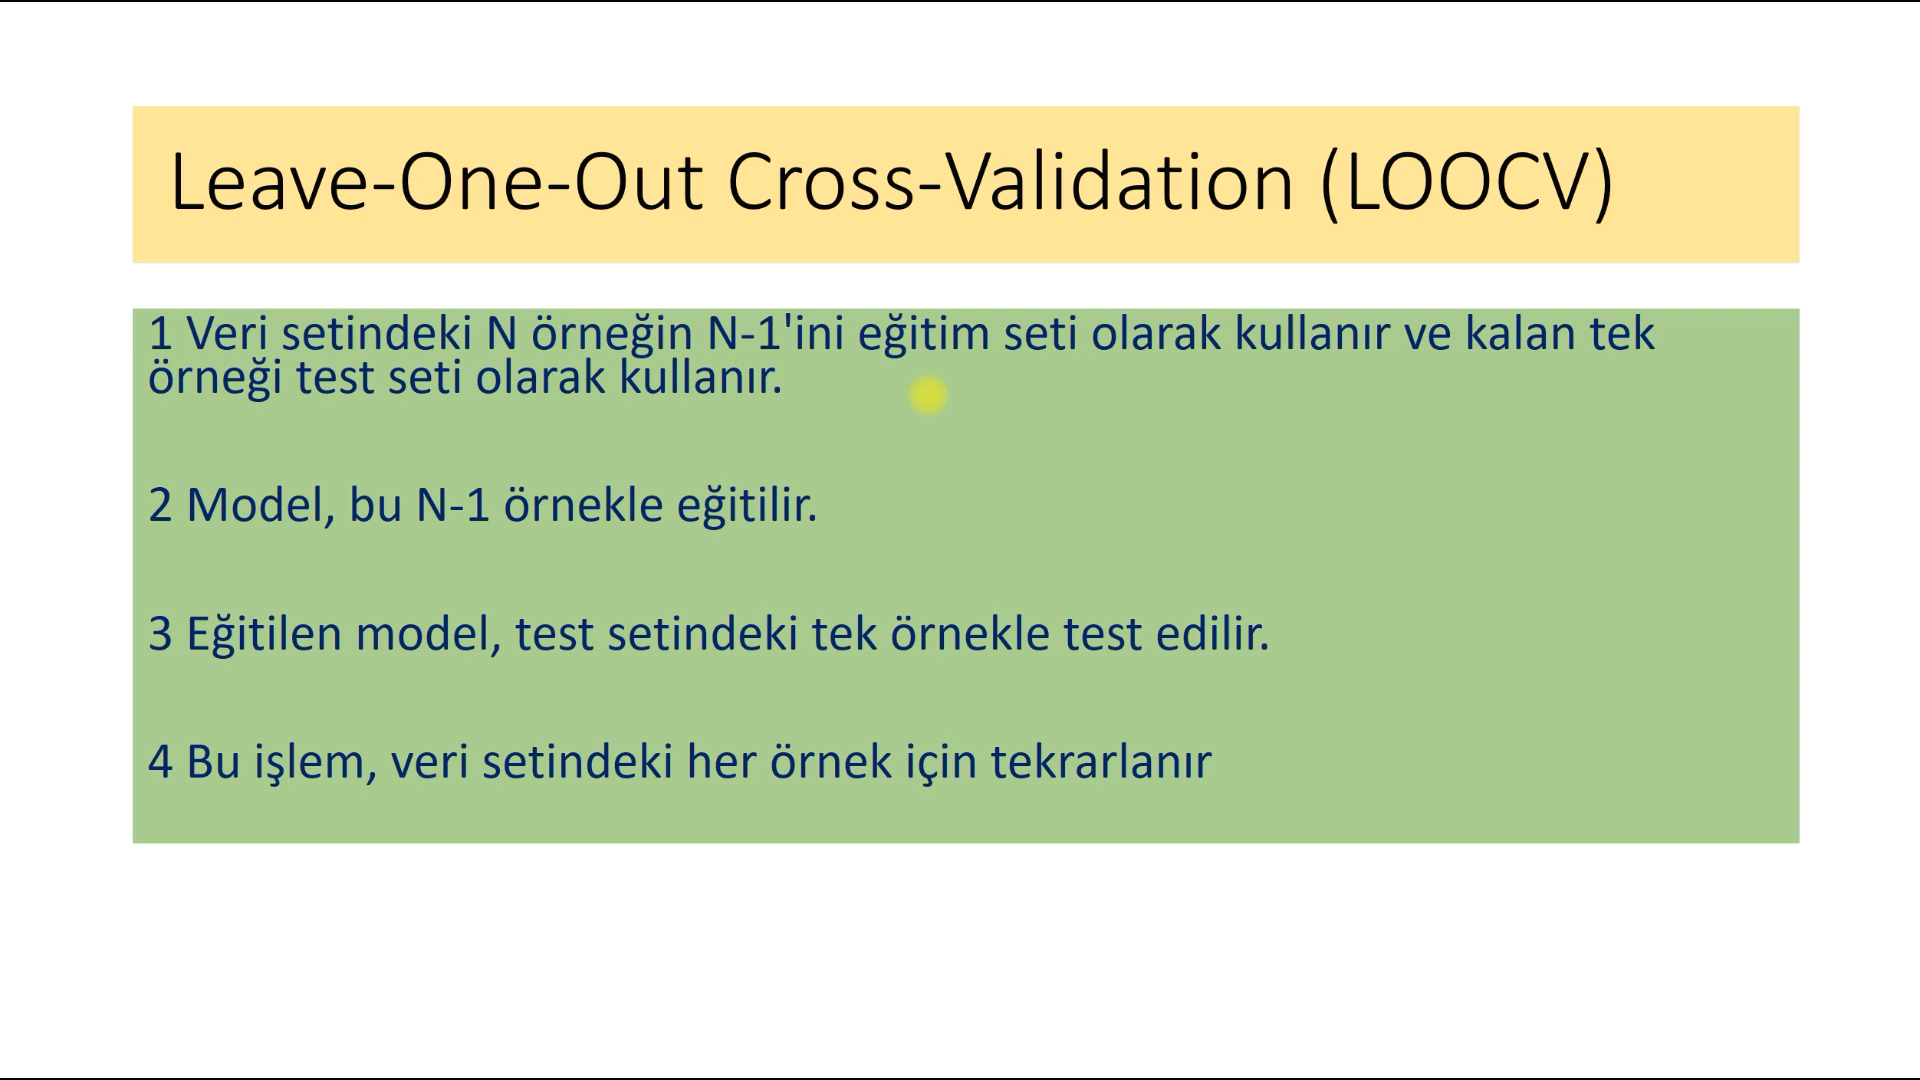 Leave-One-Out Cross-Validation (LOOCV)
1 Veri setindeki N örneğin N-1'ini eğitim seti olarak kullanır ve kalan tek
örneği test seti olarak kullanır.
2 Model, bu N-1 örnekle eğitilir.
3 Eğitilen model, test setindeki tek örnekle test edilir.
4 Bu işlem, veri setindeki her örnek için tekrarlanır